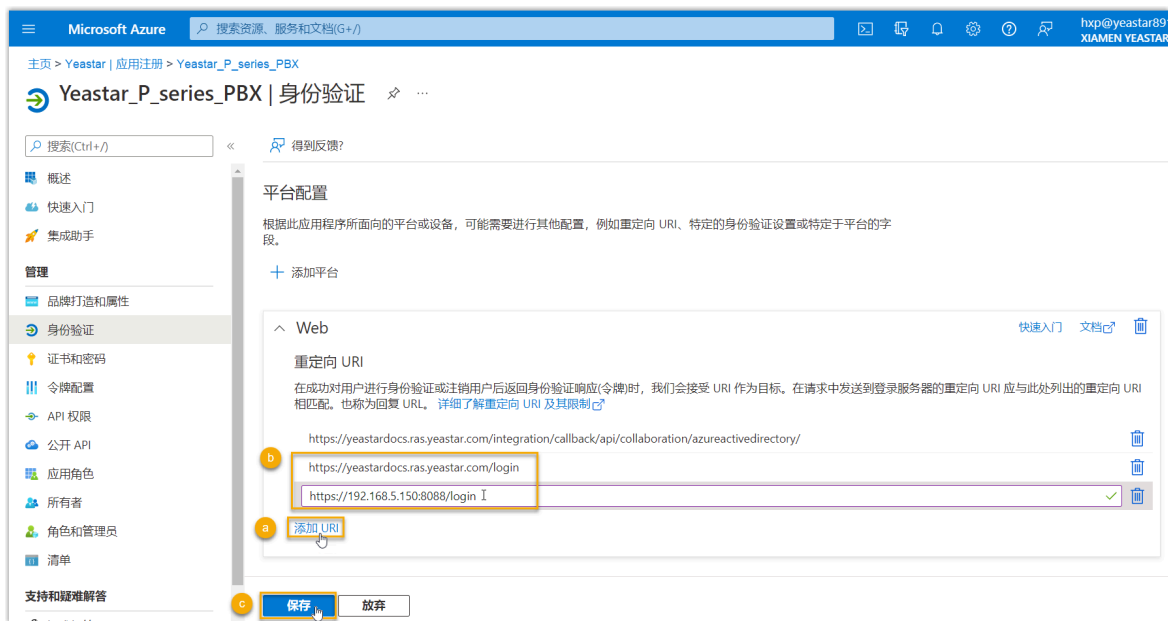 Microsoft Azure
搜索资源、服务和文档(G+/)
hxp@yeastar89
XIAMEN YEASTAR
主页 > Yeastar | 应用注册 > Yeastar_P_series_PBX
Yeastar_P_series_PBX | 身份验证
搜索(Ctrl+/)
得到反馈?
概述
快速入门
集成助手
管理
品牌打造和属性
身份验证
证书和密码
令牌配置
API 权限
公开 API
应用角色
所有者
角色和管理员
清单
支持和疑难解答
平台配置
根据此应用程序所面向的平台或设备，可能需要进行其他配置，例如重定向 URI、特定的身份验证设置或特定于平台的字
段。
添加平台
Web
快速入门 文档
重定向 URI
在成功对用户进行身份验证或注销用户后返回身份验证响应(令牌)时，我们会接受 URI 作为目标。在请求中发送到登录服务器的重定向 URI 应与此处列出的重定向 URI
相匹配。也称为回复 URL。 详细了解重定向 URI 及其限制
https://yeastardocs.ras.yeastar.com/integration/callback/api/collaboration/azureactivedirectory/
b
https://yeastardocs.ras.yeastar.com/login
https://192.168.5.150:8088/login
a
添加 URI
c
保存 放弃